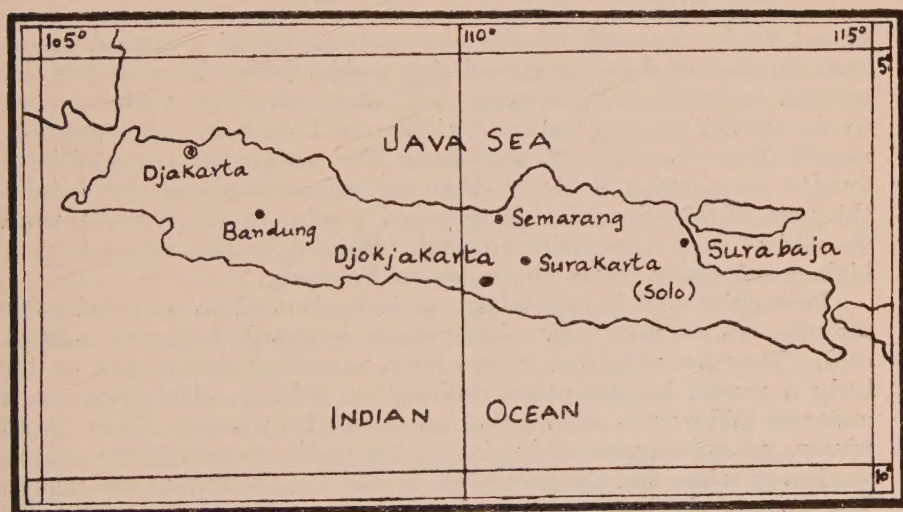 105° 110° 115°
5°
JAVA SEA
Djakarta
Bandung
Semarang
Djokjakarta
Surakarta
(Solo)
Surabaja
INDIAN OCEAN
10°